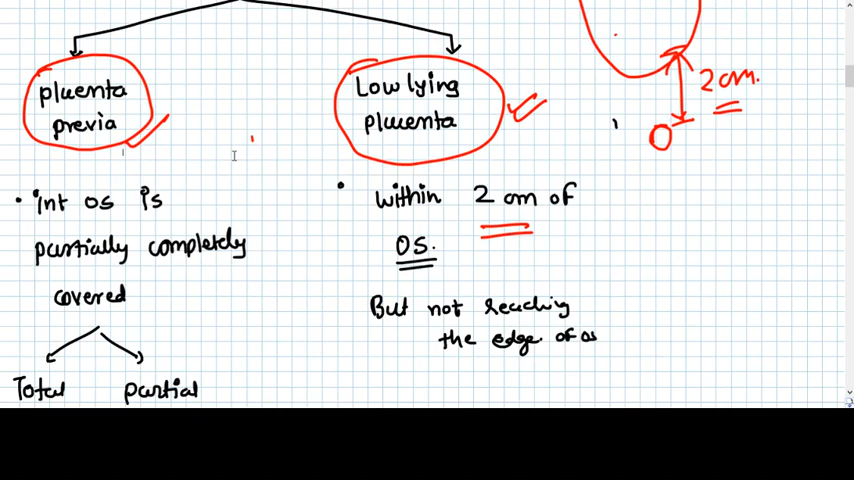 placenta
previa
Low lying
placenta
2 cm.
O
• int os is
partially completely
covered
Total partial
• within 2 cm of
OS.
But not reaching
the edge of os